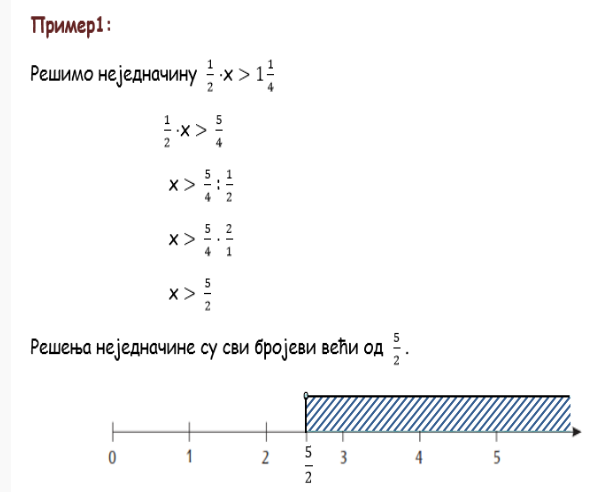 Пример1:
Решимо неједначину 1/2 ·x > 1 1/4
1/2 ·x > 5/4
x > 5/4 : 1/2
x > 5/4 · 2/1
x > 5/2
Решења неједначине су сви бројеви већи од 5/2 .
0 1 2 5/2 3 4 5